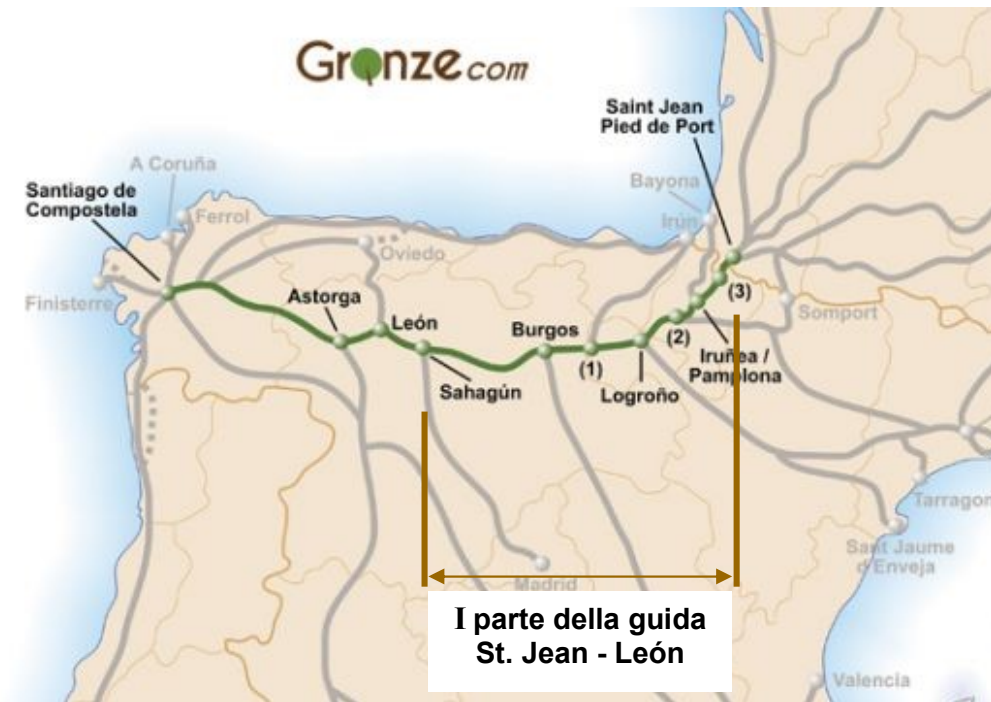 Gronze.com
Saint Jean
Pied de Port
A Coruña
Santiago de
Compostela
Bayona
Ferrol
Irún
Oviedo
Finisterre
Astorga
León
Burgos
(1)
(2)
(3)
Somport
Iruñea /
Pamplona
Sahagún
Logroño
Tarragon
Sant Jaume
d'Enveja
Madrid
I parte della guida
St. Jean - León
Valencia